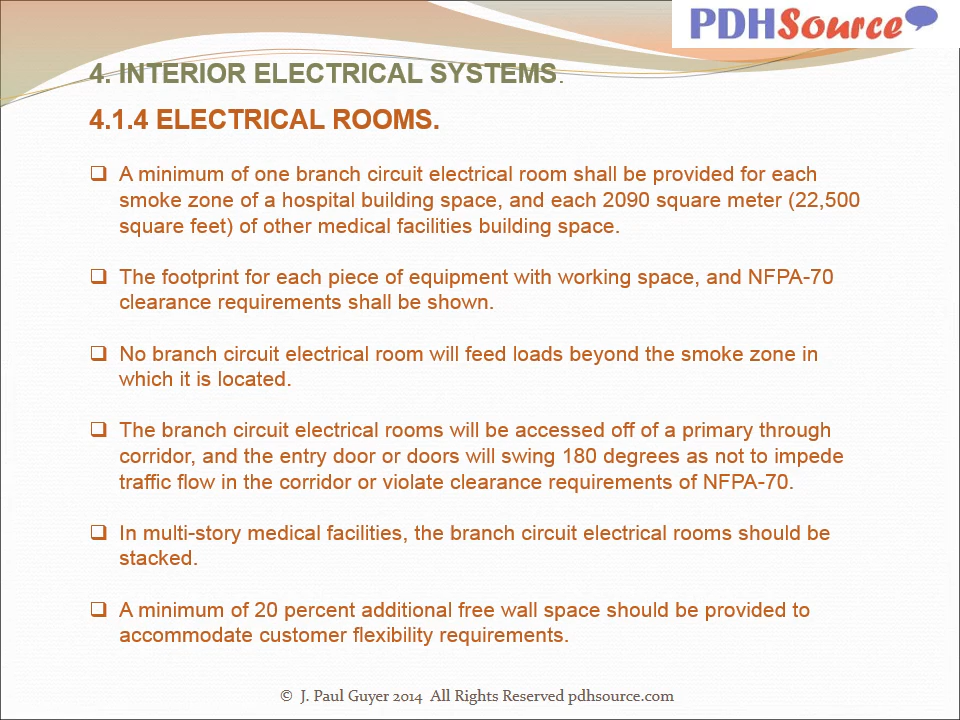 PDHSource
4. INTERIOR ELECTRICAL SYSTEMS.
4.1.4 ELECTRICAL ROOMS.
❑ A minimum of one branch circuit electrical room shall be provided for each
smoke zone of a hospital building space, and each 2090 square meter (22,500
square feet) of other medical facilities building space.
❑ The footprint for each piece of equipment with working space, and NFPA-70
clearance requirements shall be shown.
❑ No branch circuit electrical room will feed loads beyond the smoke zone in
which it is located.
❑ The branch circuit electrical rooms will be accessed off of a primary through
corridor, and the entry door or doors will swing 180 degrees as not to impede
traffic flow in the corridor or violate clearance requirements of NFPA-70.
❑ In multi-story medical facilities, the branch circuit electrical rooms should be
stacked.
❑ A minimum of 20 percent additional free wall space should be provided to
accommodate customer flexibility requirements.
© J. Paul Guyer 2014 All Rights Reserved pdhsource.com